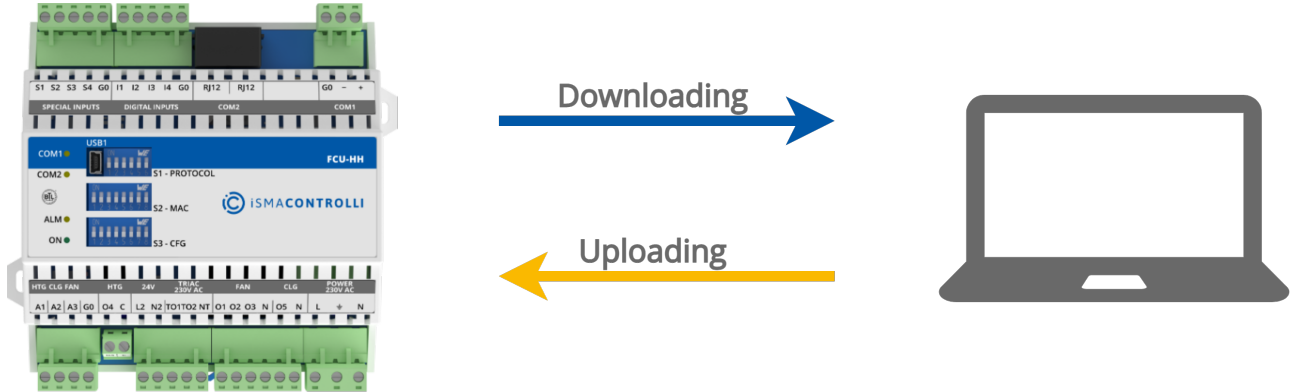 S1 S2 S3 S4 G0 I1 I2 I3 I4 G0 RJ12 RJ12 G0 - +
SPECIAL INPUTS DIGITAL INPUTS COM2 COM1
USB1
COM1 FCU-HH
COM2 S1 - PROTOCOL
BTL
S2 - MAC iSMACONTROLLI
ALM
ON S3 - CFG
HTG CLG FAN HTG 24V TRIAC 230V AC FAN CLG POWER 230V AC
A1 A2 A3 G0 O4 C L2 N2 TO1 TO2 NT O1 O2 O3 N O5 N L N
Downloading
Uploading